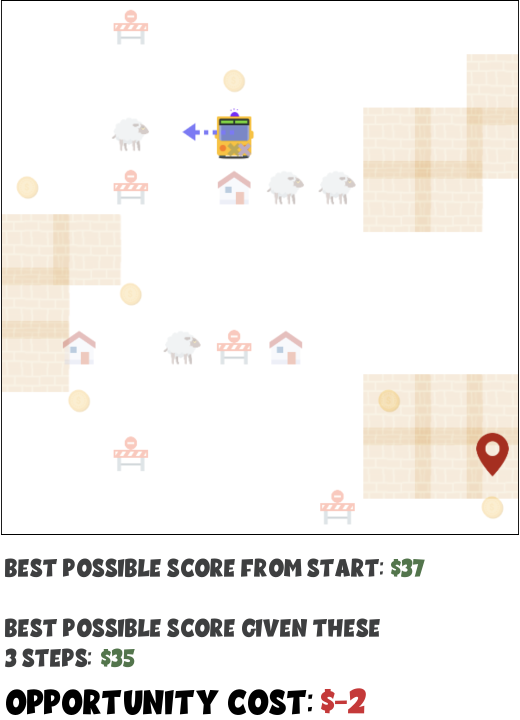 BEST POSSIBLE SCORE FROM START: $37
BEST POSSIBLE SCORE GIVEN THESE
3 STEPS: $35
OPPORTUNITY COST: $-2